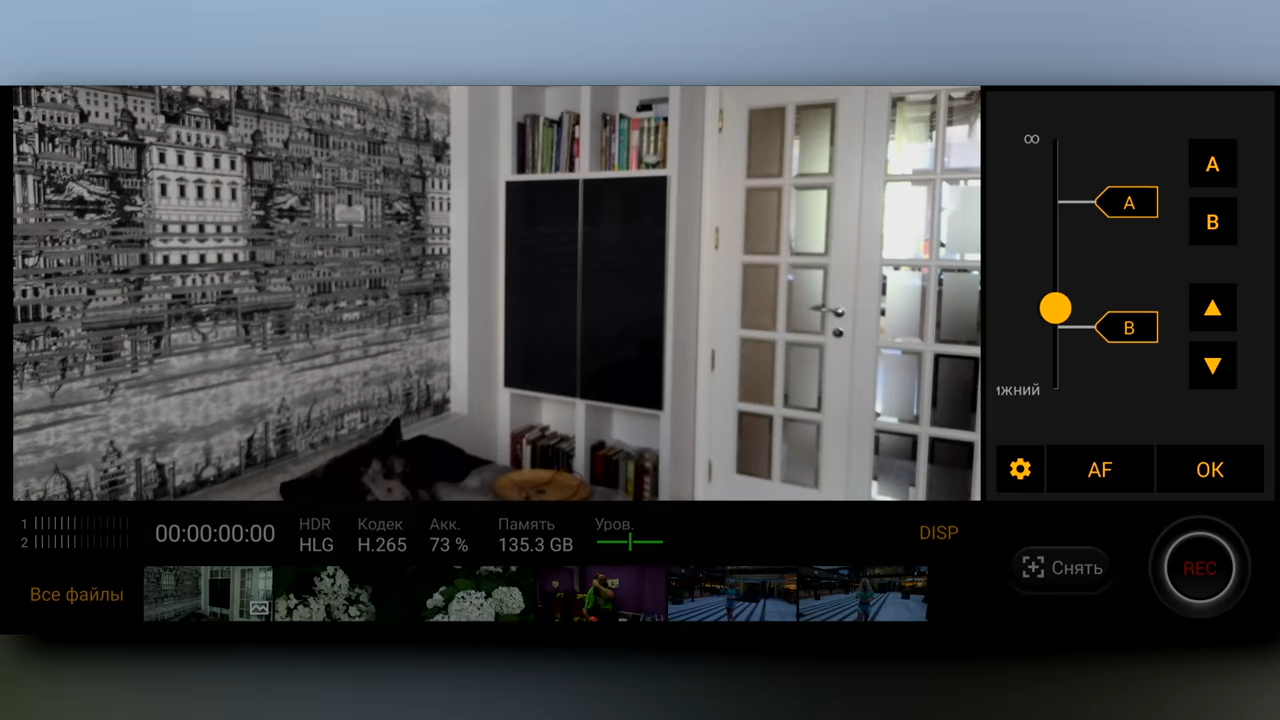 ∞
A
A
B
B
1жний
AF
OK
1
2
00:00:00:00
HDR
HLG
Кодек
H.265
Акк.
73 %
Память
135.3 GB
Уров.
DISP
Все файлы
Снять
REC